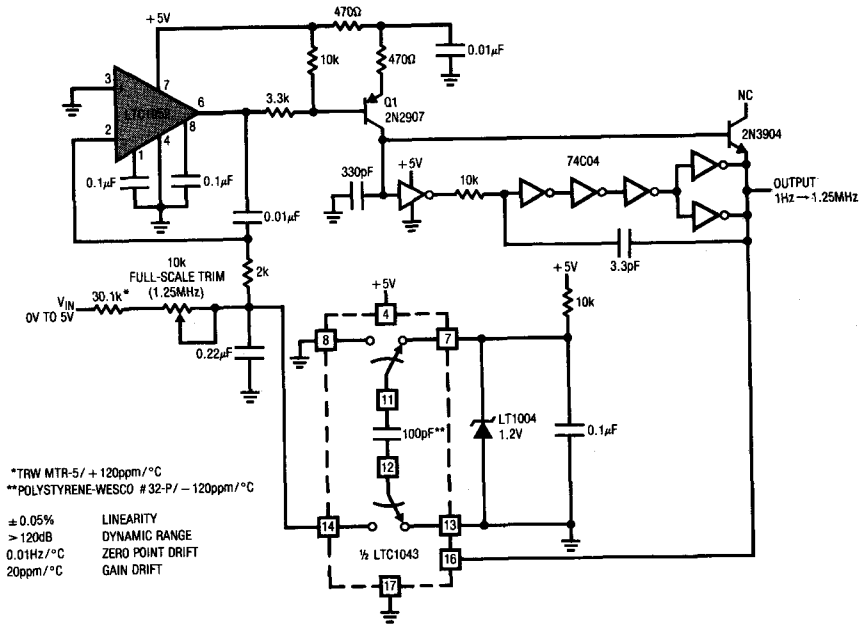 470Ω
+5V
10k
470Ω
0.01µF
3
7
6
3.3k
Q1
2N2907
NC
2N3904
2
8
1
4
0.1µF
0.1µF
330pF
+5V
10k
74C04
OUTPUT
1Hz→1.25MHz
0.01µF
3.3pF
10k
FULL-SCALE TRIM
(1.25MHz)
2k
VIN
0V TO 5V
30.1k*
+5V
+5V
10k
4
8
7
0.22µF
11
100pF**
LT1004
1.2V
0.1µF
12
*TRW MTR-5/+120ppm/°C
**POLYSTYRENE-WESCO #32-P/−120ppm/°C
14
13
±0.05% LINEARITY
>120dB DYNAMIC RANGE
0.01Hz/°C ZERO POINT DRIFT
20ppm/°C GAIN DRIFT
½ LTC1043
16
17